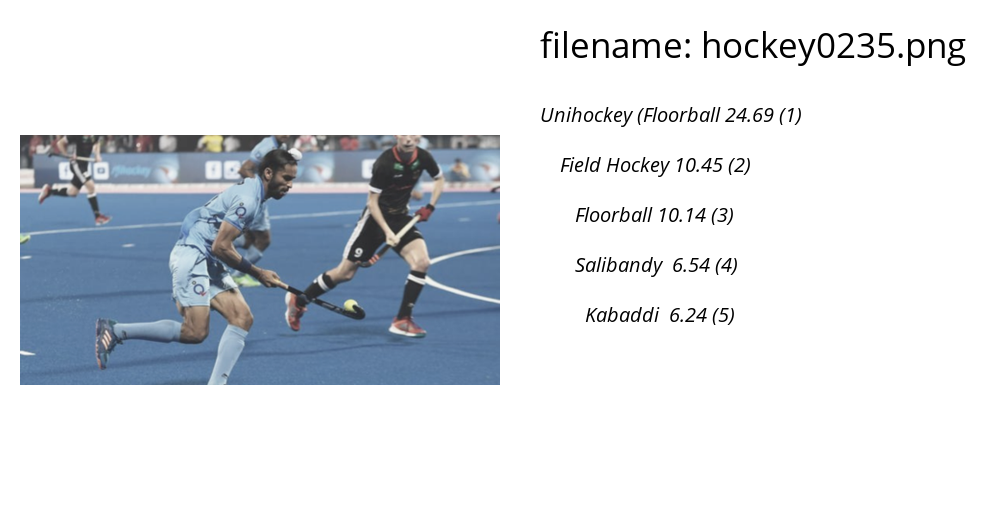 filename: hockey0235.png
Unihockey (Floorball 24.69 (1)
Field Hockey 10.45 (2)
Floorball 10.14 (3)
Salibandy 6.54 (4)
Kabaddi 6.24 (5)
9